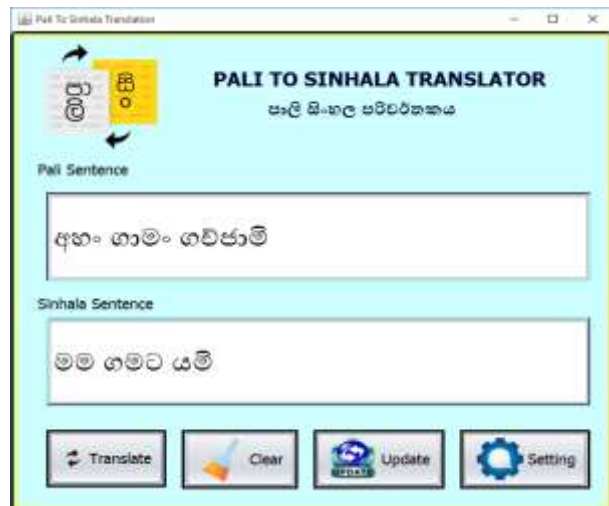 Pali To Sinhala Translation
පාලි
සිං
PALI TO SINHALA TRANSLATOR
පාලි සිංහල පරිවර්තකය
Pali Sentence
අහං ගාමං ගච්ඡාමි
Sinhala Sentence
මම ගමට යමි
Translate
Clear
UPDATE
Update
Setting